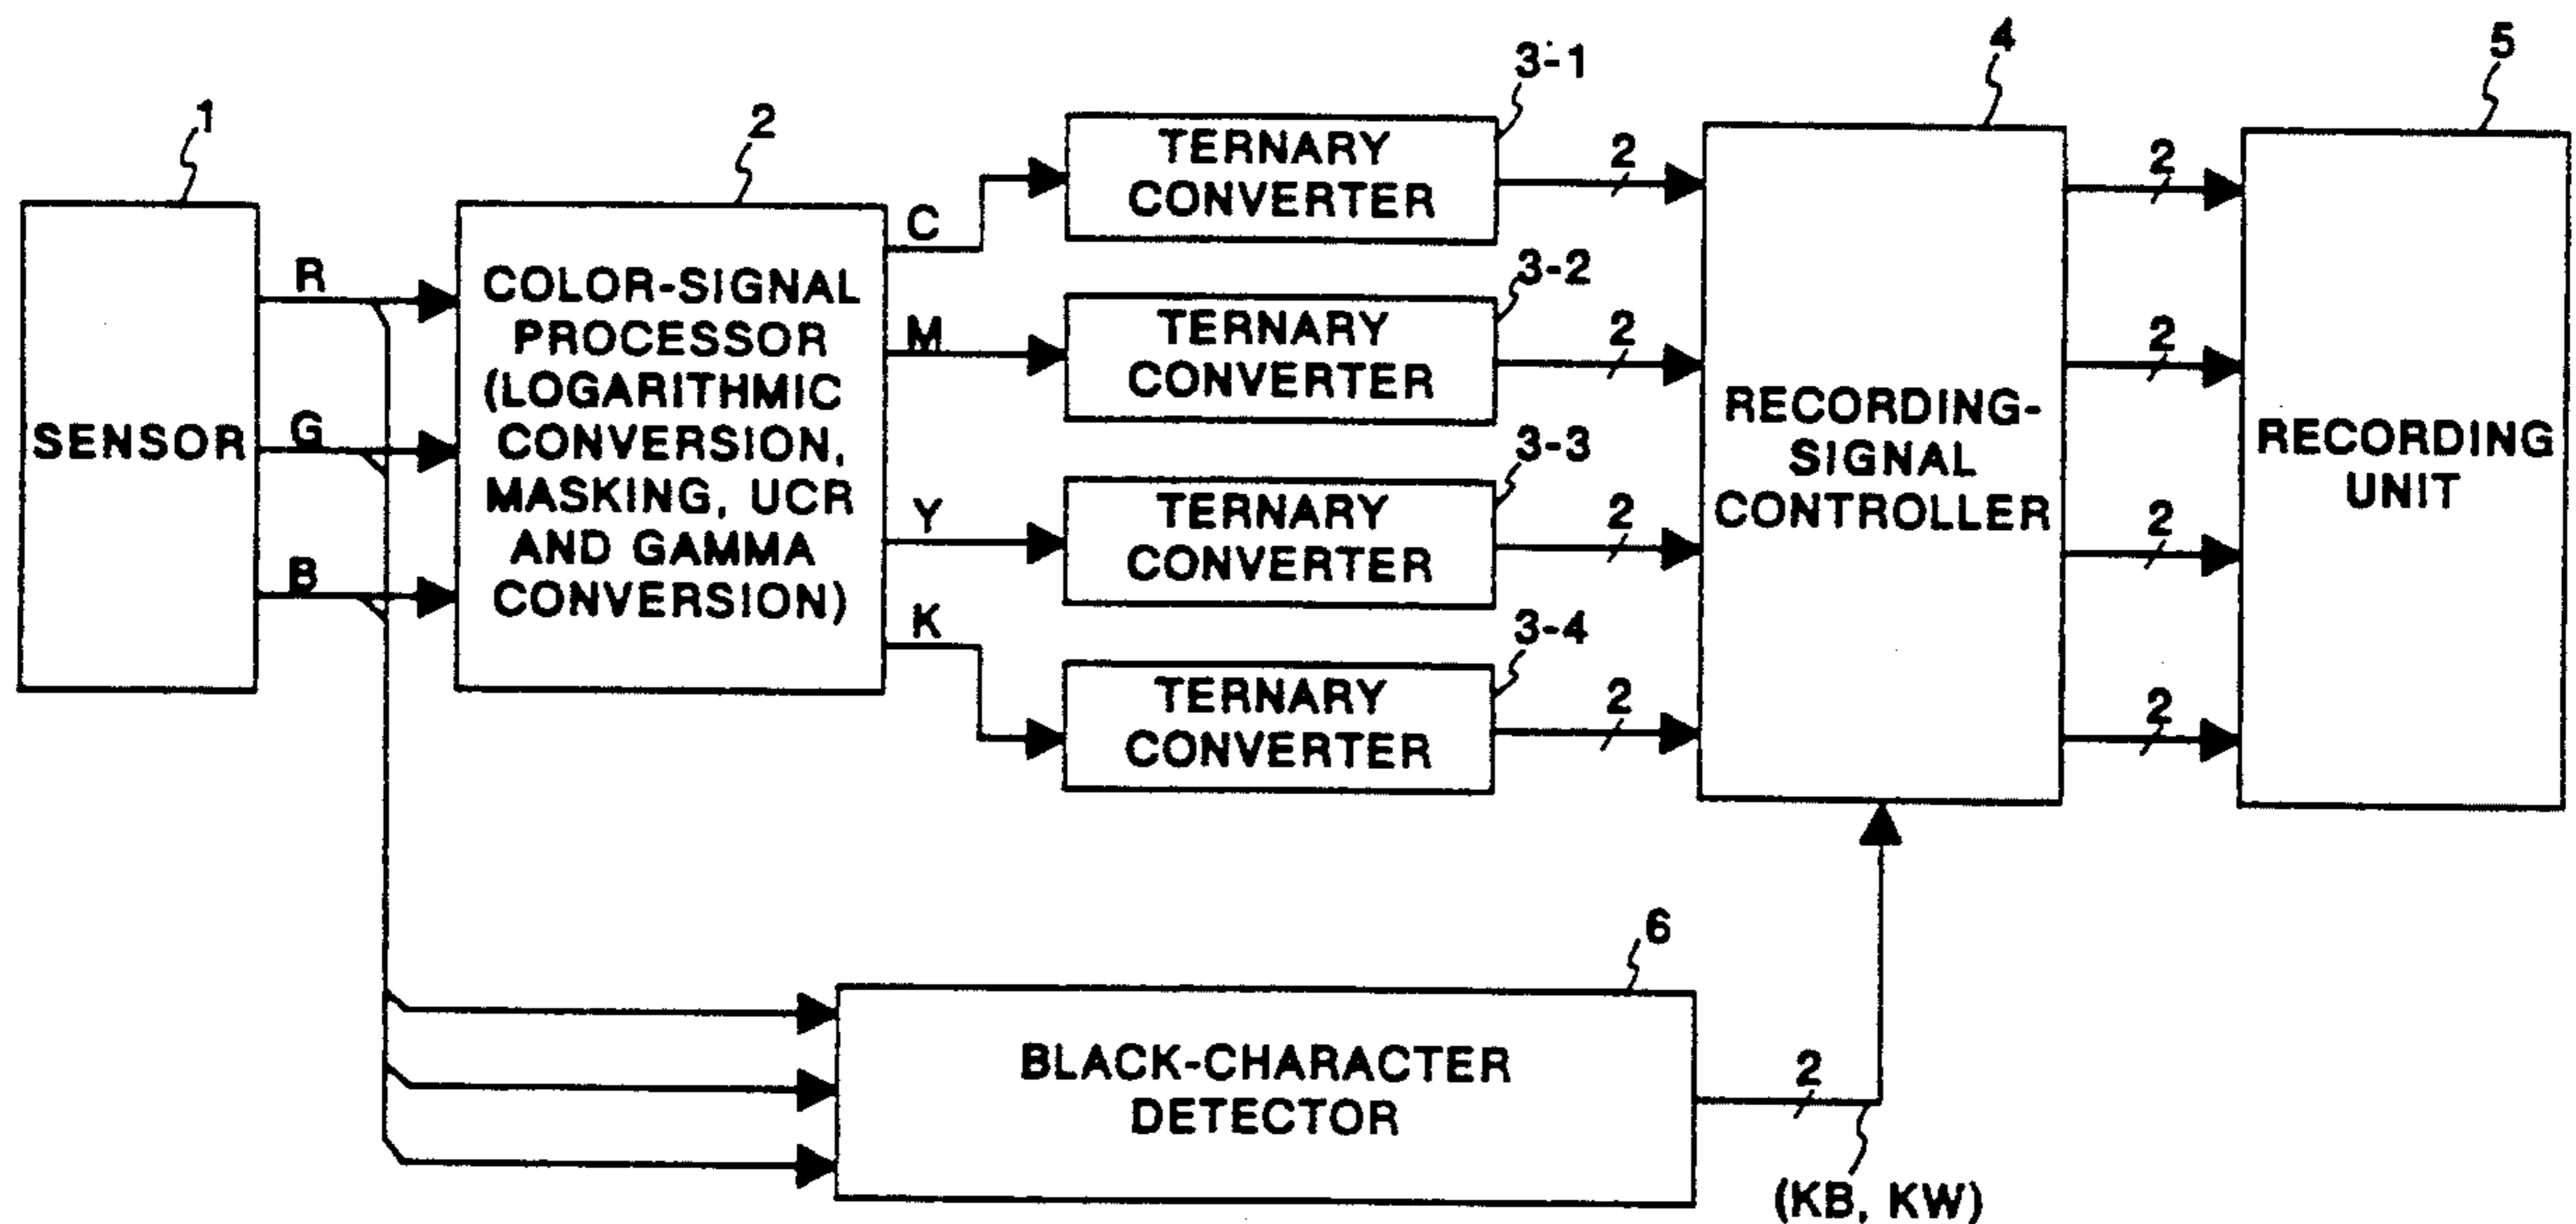 1
SENSOR
R
G
B
2
COLOR-SIGNAL
PROCESSOR
(LOGARITHMIC
CONVERSION,
MASKING, UCR
AND GAMMA
CONVERSION)
C
M
Y
K
3-1
TERNARY
CONVERTER
2
3-2
TERNARY
CONVERTER
2
3-3
TERNARY
CONVERTER
2
3-4
TERNARY
CONVERTER
2
4
RECORDING-
SIGNAL
CONTROLLER
2
2
2
2
5
RECORDING
UNIT
6
BLACK-CHARACTER
DETECTOR
2
(KB, KW)